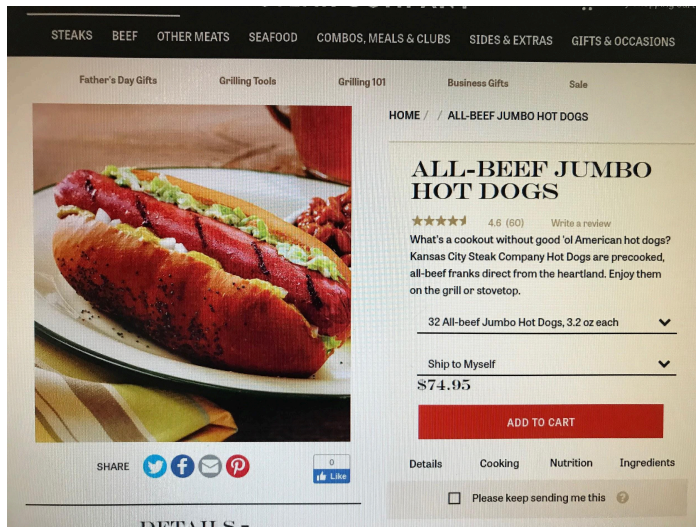 STEAKS BEEF OTHER MEATS SEAFOOD COMBOS, MEALS & CLUBS SIDES & EXTRAS GIFTS & OCCASIONS
Father's Day Gifts Grilling Tools Grilling 101 Business Gifts Sale
HOME / / ALL-BEEF JUMBO HOT DOGS
ALL-BEEF JUMBO
HOT DOGS
4.6 (60) Write a review
What's a cookout without good 'ol American hot dogs?
Kansas City Steak Company Hot Dogs are precooked,
all-beef franks direct from the heartland. Enjoy them
on the grill or stovetop.
32 All-beef Jumbo Hot Dogs, 3.2 oz each
Ship to Myself
$74.95
ADD TO CART
SHARE
0
Like
Details Cooking Nutrition Ingredients
Please keep sending me this ?
DETAILS